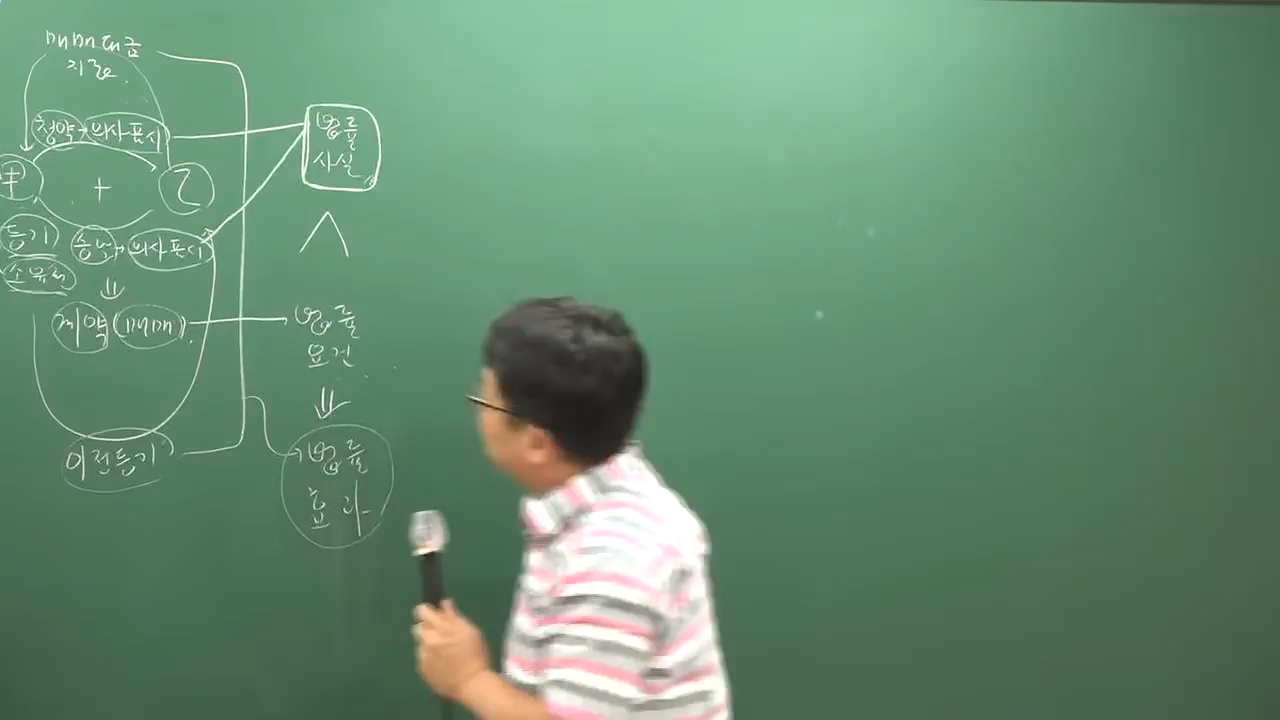 매매대금
지급
청약 → 의사표시
법률
사실
甲 + 乙
등기 승낙 → 의사표시
소유권
계약 (매매)
법률
요건
이전등기
법률
효과